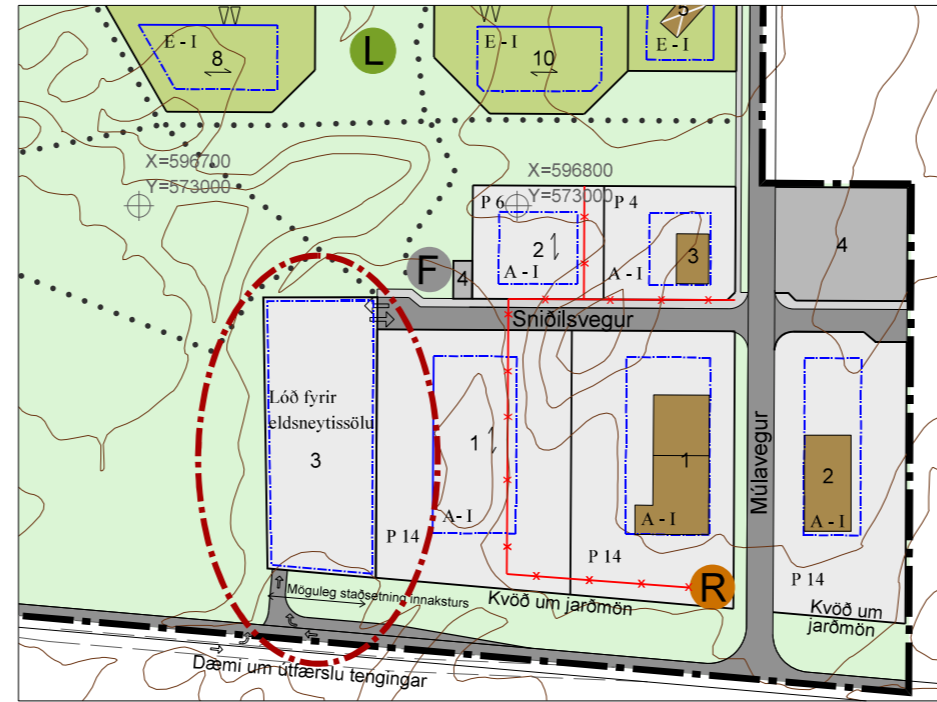 5
E - I
8
L
E - I
10
E - I
X=596700
Y=573000
X=596800
Y=573000
P 6
P 4
2
3
4
F
4
A - I
A - I
Sniðilsvegur
Lóð fyrir
eldsneytissölu
3
1
1
Múlavegur
2
A - I
A - I
A - I
P 14
P 14
P 14
R
Möguleg staðsetning innaksturs
Kvöð um jarðmön
Kvöð um
jarðmön
Dæmi um útfærslu tengingar